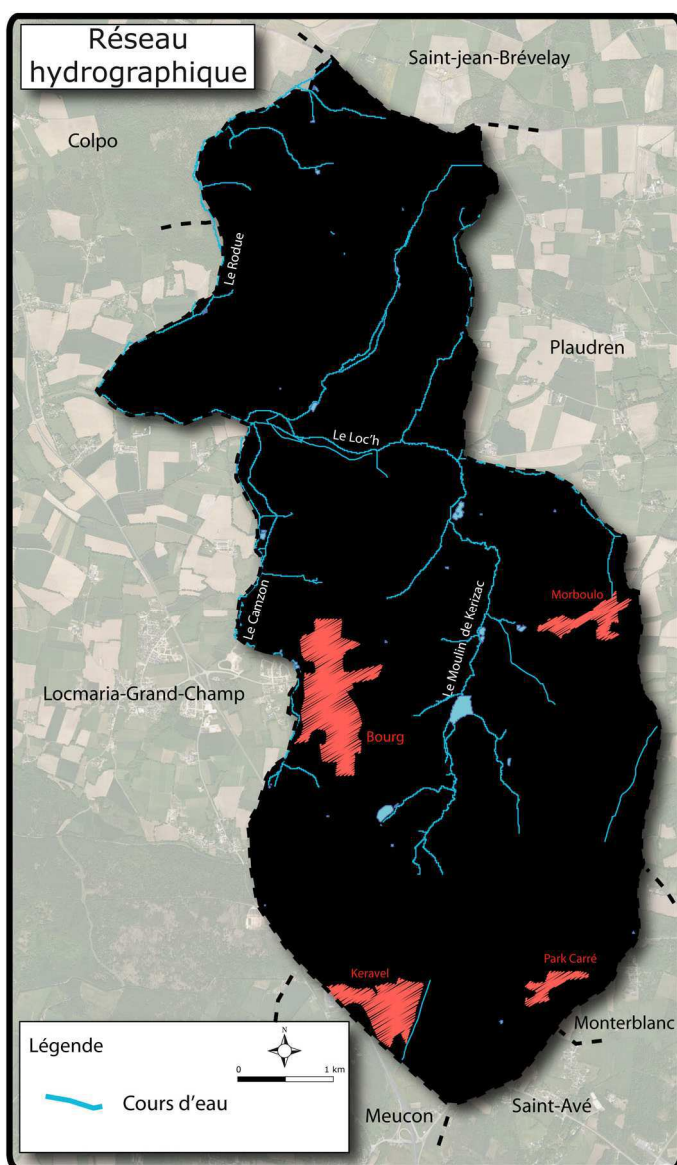 Réseau
hydrographique
Saint-jean-Brévelay
Colpo
Le Rodue
Plaudren
Le Loc'h
Morboulo
Le Camzon
Le Moulin de Kerizac
Locmaria-Grand-Champ
Bourg
Keravel
Park Carré
Monterblanc
Légende
N
0 1 km
Cours d'eau
Meucon
Saint-Avé